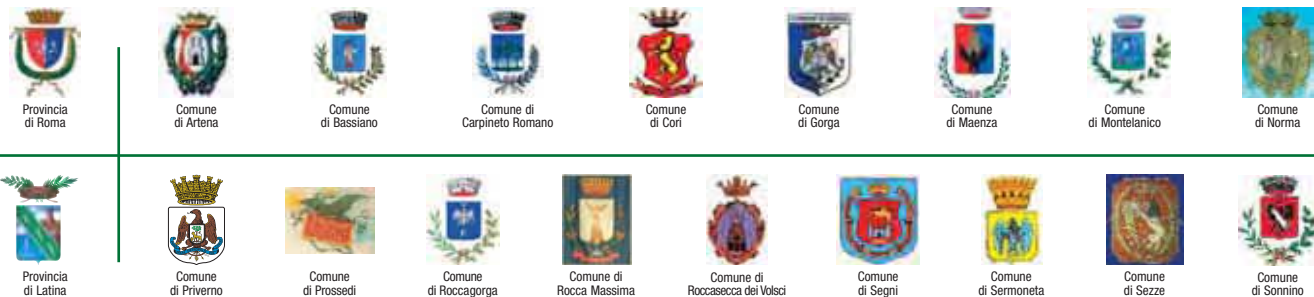 Provincia
di Roma
Comune
di Artena
Comune
di Bassiano
Comune di
Carpineto Romano
Comune
di Cori
Comune
di Gorga
Comune
di Maenza
Comune
di Montelanico
Comune
di Norma
Provincia
di Latina
Comune
di Priverno
Comune
di Prossedi
Comune
di Roccagorga
Comune di
Rocca Massima
Comune di
Roccasecca dei Volsci
Comune
di Segni
Comune
di Sermoneta
Comune
di Sezze
Comune
di Sonnino